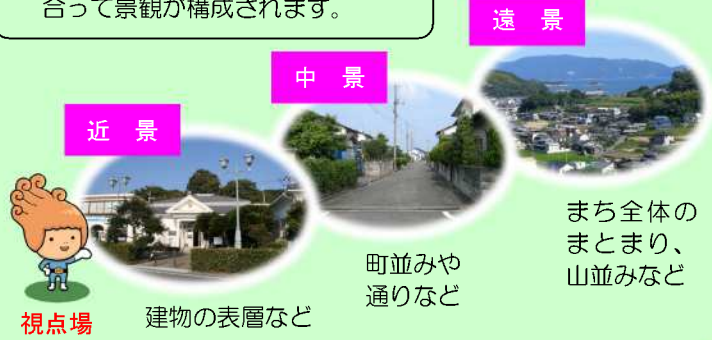 合って景観が構成されます。
遠 景
中 景
近 景
まち全体の
まとまり、
山並みなど
町並みや
通りなど
建物の表層など
視点場